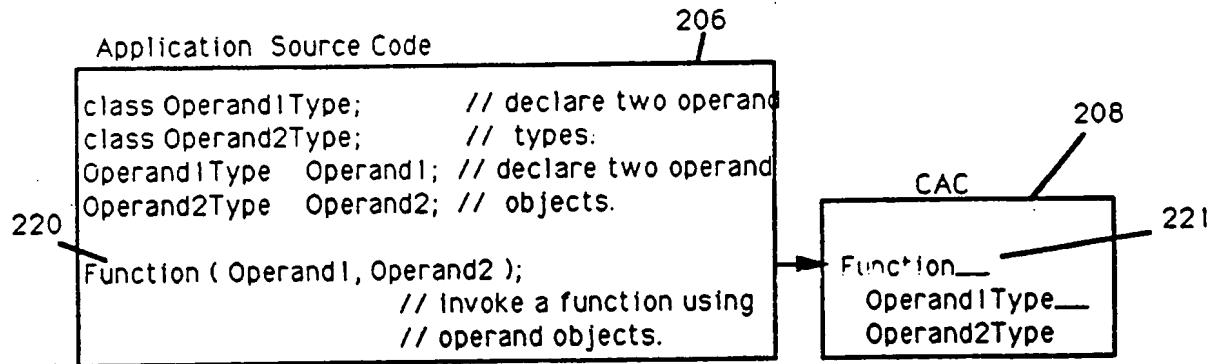 206
Application Source Code
class Operand1Type; // declare two operand
class Operand2Type; // types.
Operand1Type Operand1; // declare two operand
Operand2Type Operand2; // objects.
220
Function ( Operand1, Operand2 );
// invoke a function using
// operand objects.
208
CAC
221
Function__
Operand1Type__
Operand2Type